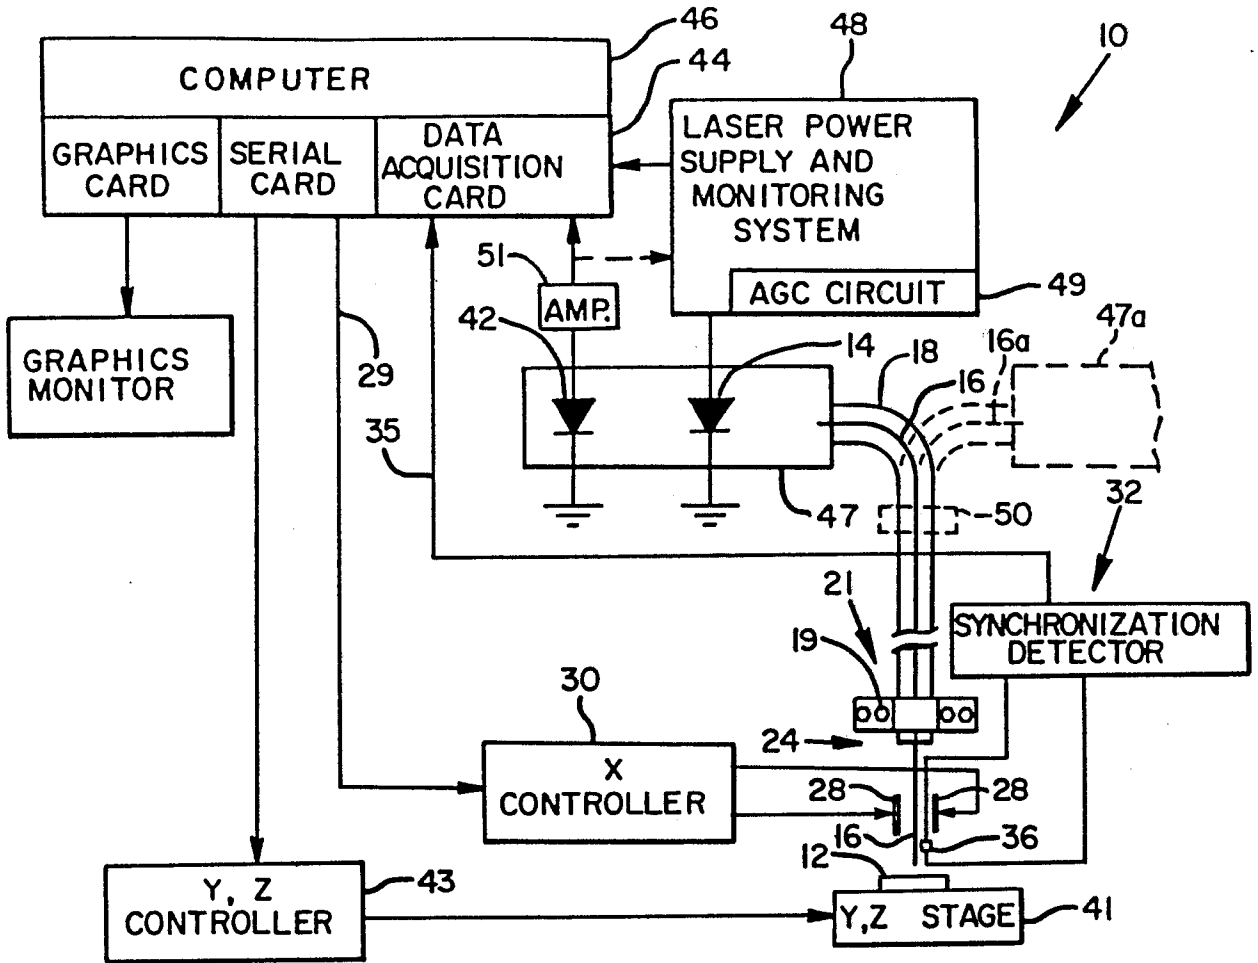 46
48
10
44
COMPUTER
GRAPHICS
CARD
SERIAL
CARD
DATA
ACQUISITION
CARD
LASER POWER
SUPPLY AND
MONITORING
SYSTEM
51
AGC CIRCUIT
49
AMP.
42
47a
14
18
16
16a
GRAPHICS
MONITOR
29
35
47
50
32
21
19
SYNCHRONIZATION
DETECTOR
30
24
X
CONTROLLER
28
28
16
36
12
Y, Z
CONTROLLER
43
Y,Z STAGE
41